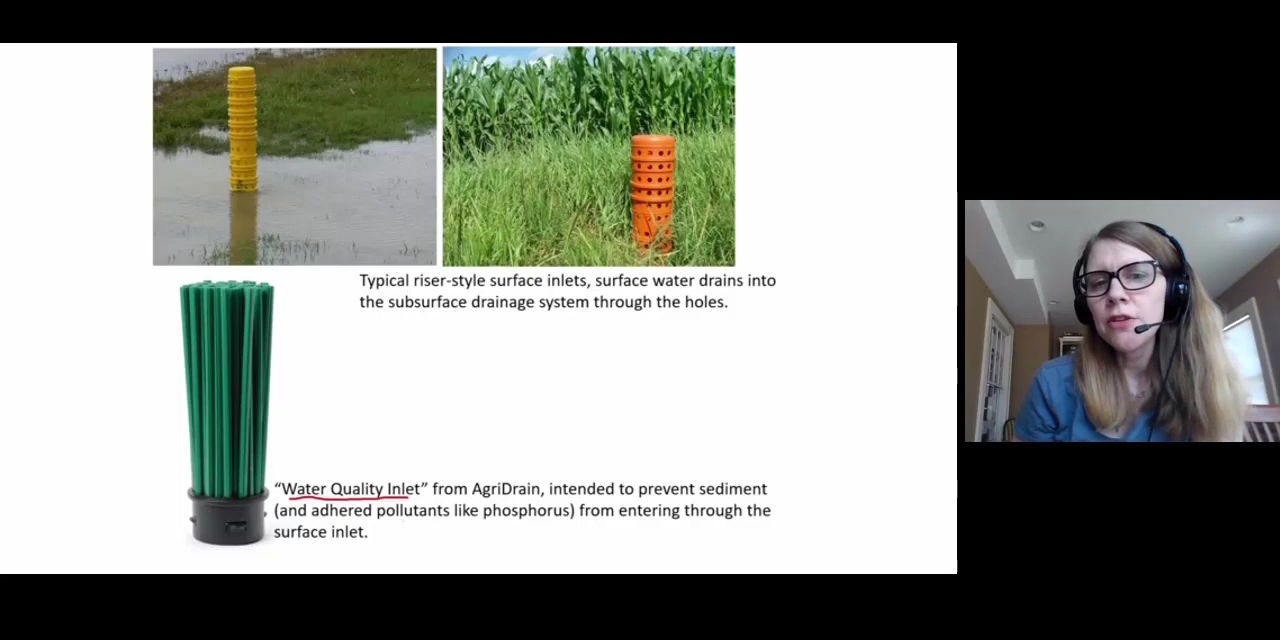 Typical riser-style surface inlets, surface water drains into
the subsurface drainage system through the holes.
“Water Quality Inlet” from AgriDrain, intended to prevent sediment
(and adhered pollutants like phosphorus) from entering through the
surface inlet.